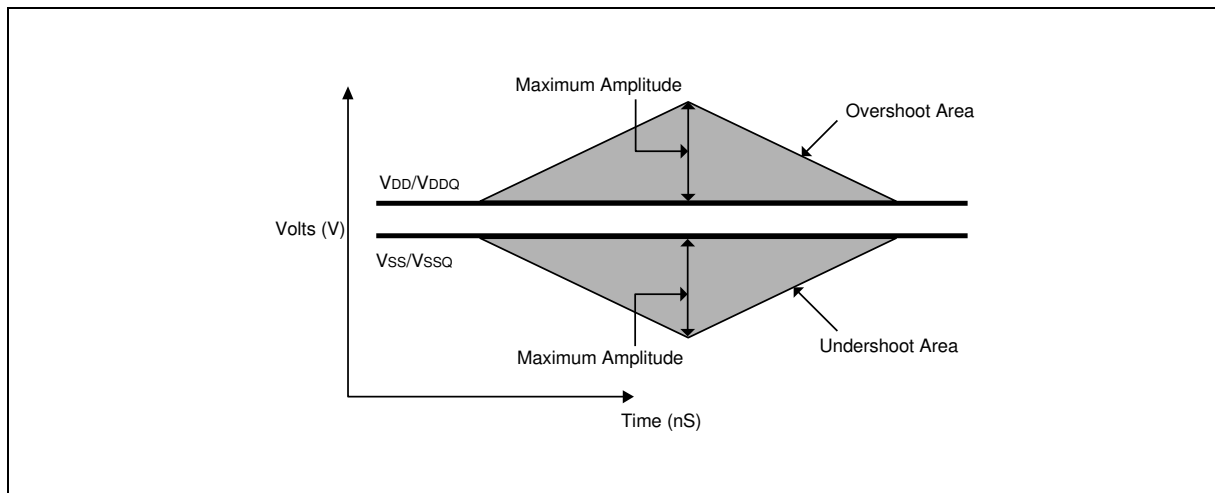 Maximum Amplitude
Overshoot Area
VDD/VDDQ
Volts (V)
VSS/VSSQ
Maximum Amplitude
Undershoot Area
Time (nS)